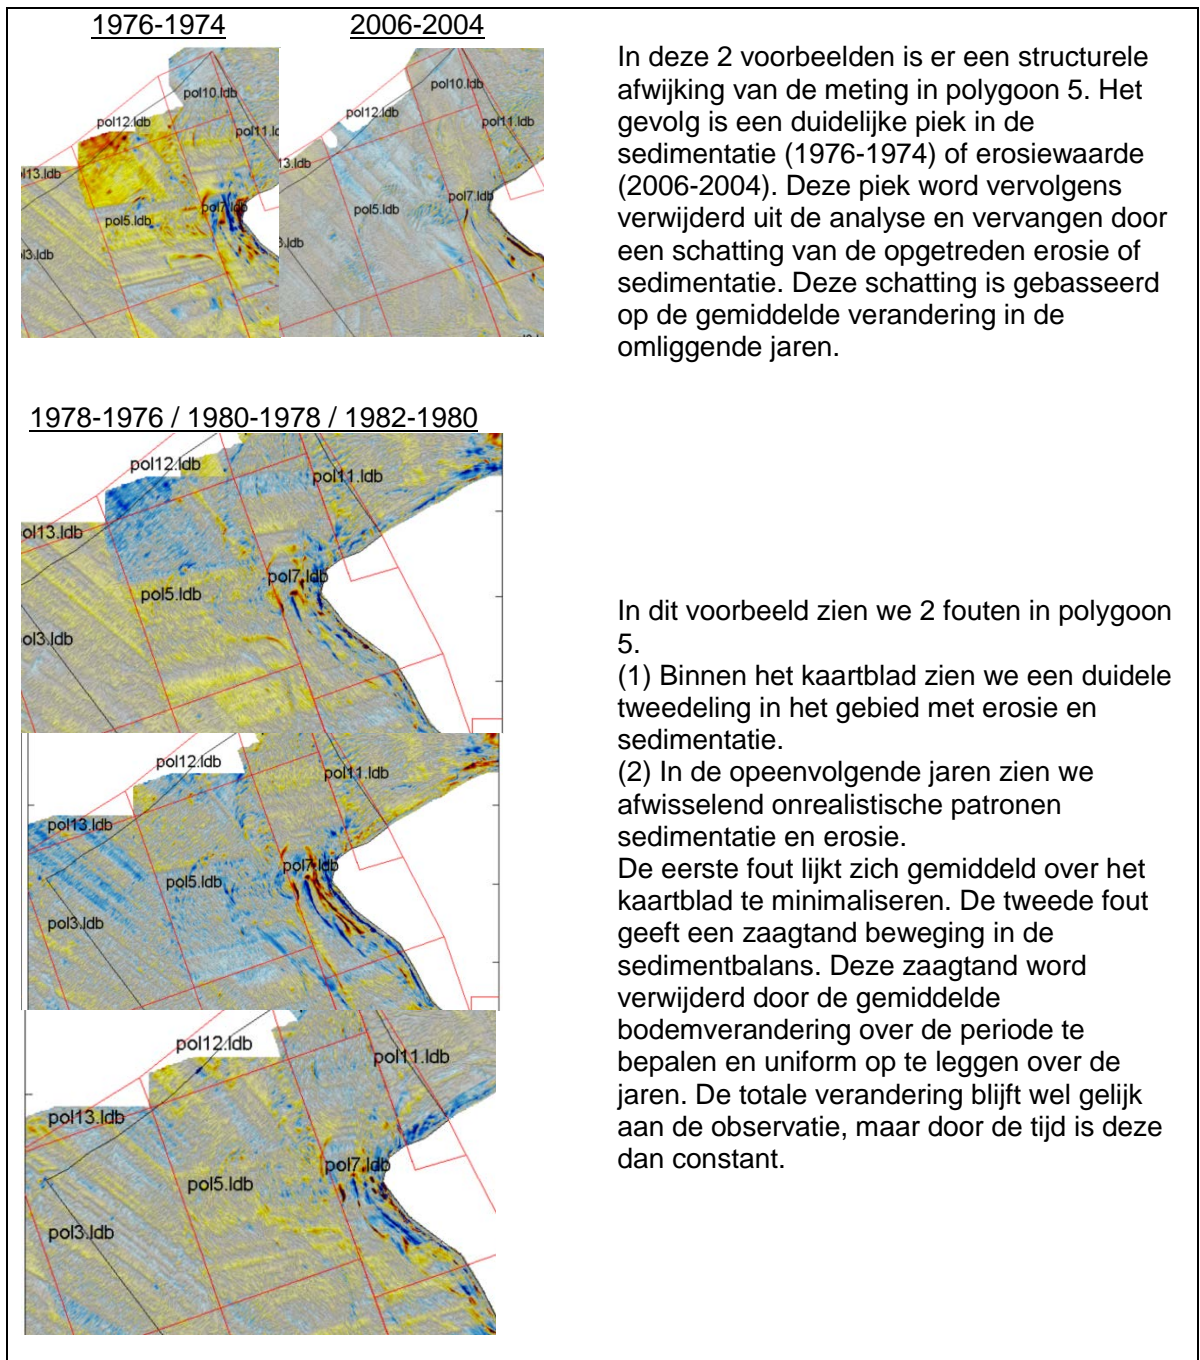 1976-1974 2006-2004
pol10.ldb
pol12.ldb
pol11.l
l13.ldb
pol5.ldb
pol7.ldb
l3.ldb
pol10.ldb
pol12.ldb
pol11.ldb
13.ldb
pol5.ldb
pol7.ldb
3.ldb
In deze 2 voorbeelden is er een structurele
afwijking van de meting in polygoon 5. Het
gevolg is een duidelijke piek in de
sedimentatie (1976-1974) of erosiewaarde
(2006-2004). Deze piek word vervolgens
verwijderd uit de analyse en vervangen door
een schatting van de opgetreden erosie of
sedimentatie. Deze schatting is gebasseerd
op de gemiddelde verandering in de
omliggende jaren.
1978-1976 / 1980-1978 / 1982-1980
pol12.ldb
pol11.ldb
ol13.ldb
pol7.ldb
pol5.ldb
ol3.ldb
pol12.ldb
pol11.ldb
pol13.ldb
pol7.ldb
pol5.ldb
pol3.ldb
pol12.ldb
pol11.ldb
pol13.ldb
pol7.ldb
pol5.ldb
pol3.ldb
In dit voorbeeld zien we 2 fouten in polygoon
5.
(1) Binnen het kaartblad zien we een duidele
tweedeling in het gebied met erosie en
sedimentatie.
(2) In de opeenvolgende jaren zien we
afwisselend onrealistische patronen
sedimentatie en erosie.
De eerste fout lijkt zich gemiddeld over het
kaartblad te minimaliseren. De tweede fout
geeft een zaagtand beweging in de
sedimentbalans. Deze zaagtand word
verwijderd door de gemiddelde
bodemverandering over de periode te
bepalen en uniform op te leggen over de
jaren. De totale verandering blijft wel gelijk
aan de observatie, maar door de tijd is deze
dan constant.